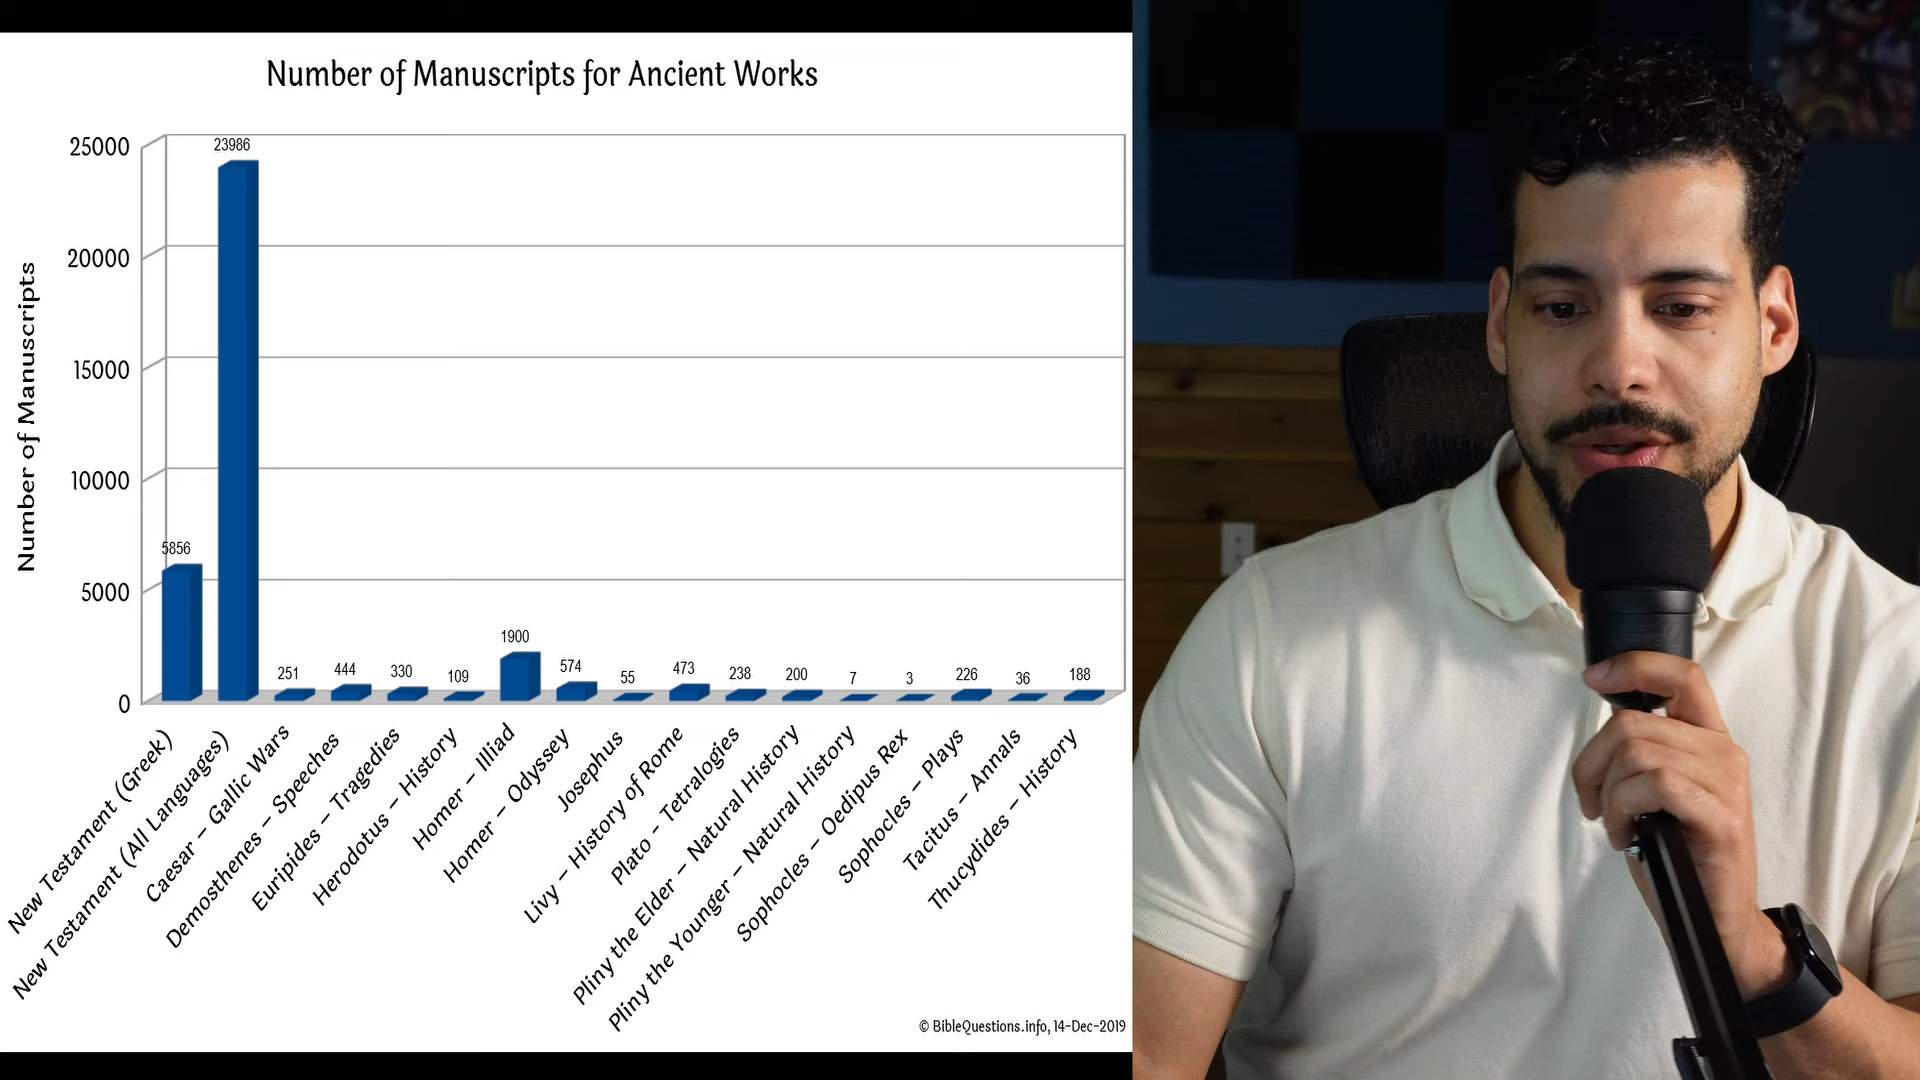 Number of Manuscripts for Ancient Works
Number of Manuscripts
25000
20000
15000
10000
5000
0
5856
23986
251
444
330
109
1900
574
55
473
238
200
7
3
226
36
188
New Testament (Greek)
New Testament (All Languages)
Caesar – Gallic Wars
Demosthenes – Speeches
Euripides – Tragedies
Herodotus – History
Homer – Illiad
Homer – Odyssey
Josephus
Livy – History of Rome
Plato – Tetralogies
Pliny the Elder – Natural History
Pliny the Younger – Natural History
Sophocles – Oedipus Rex
Sophocles – Plays
Tacitus – Annals
Thucydides – History
© BibleQuestions.info, 14-Dec-2019